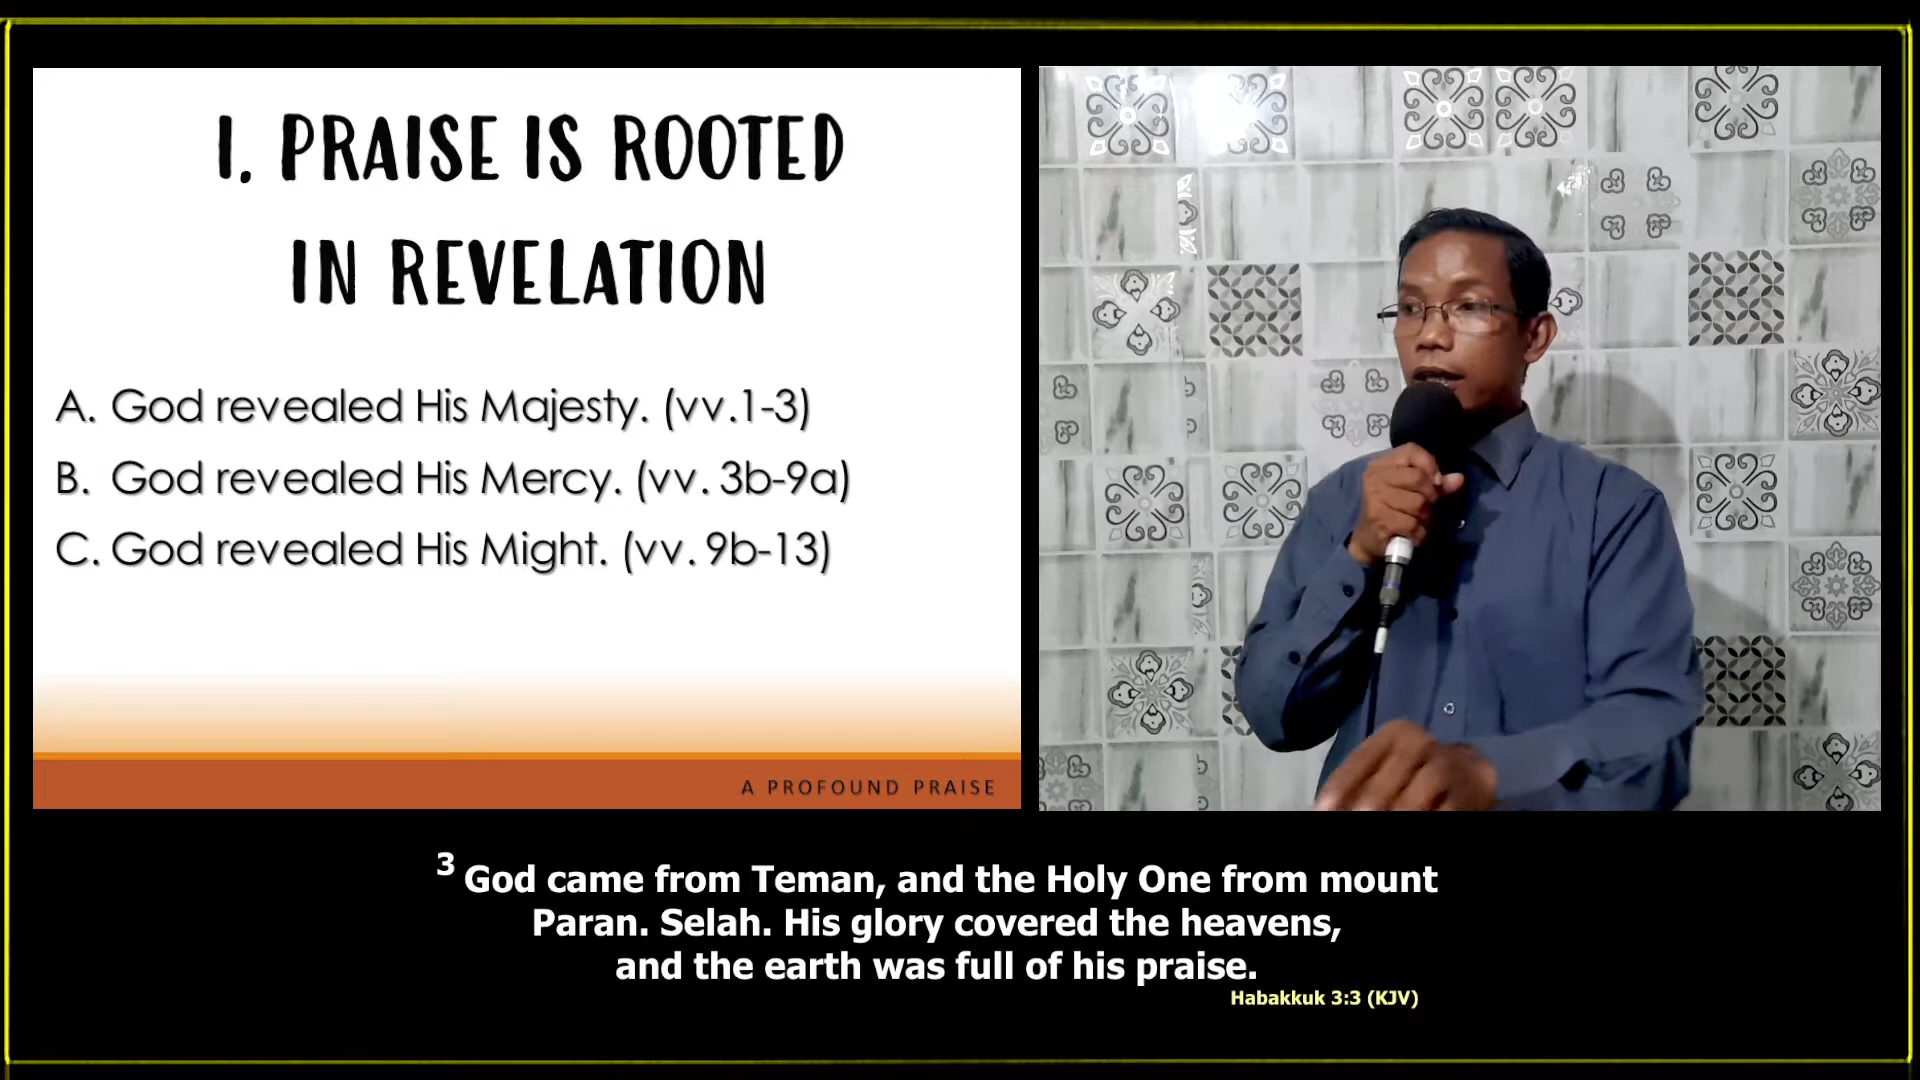 I. PRAISE IS ROOTED
IN REVELATION
A. God revealed His Majesty. (vv.1-3)
B. God revealed His Mercy. (vv. 3b-9a)
C. God revealed His Might. (vv. 9b-13)
A PROFOUND PRAISE
3 God came from Teman, and the Holy One from mount
Paran. Selah. His glory covered the heavens,
and the earth was full of his praise.
Habakkuk 3:3 (KJV)